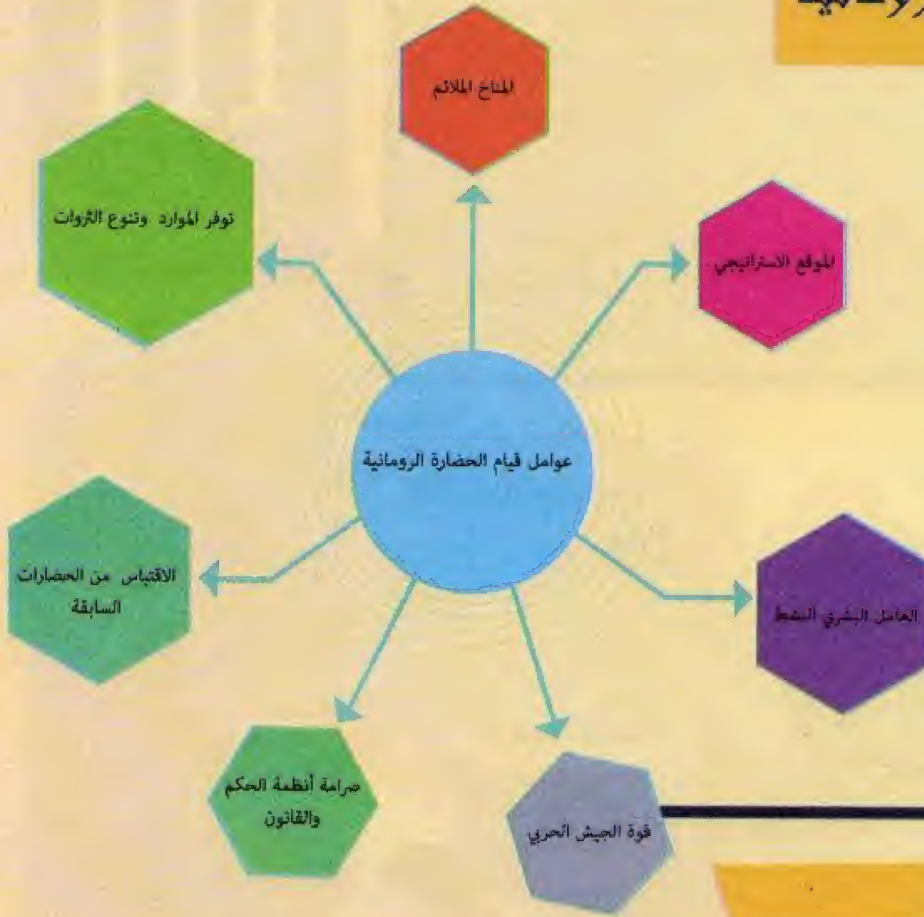 المناخ الملائم
الموقع الاستراتيجي
توفر الموارد وتنوع الثروات
عوامل قيام الحضارة الرومانية
العامل البشري النشط
الاقتباس من الحضارات
السابقة
صرامة أنظمة الحكم
والقانون
قوة الجيش الحربي